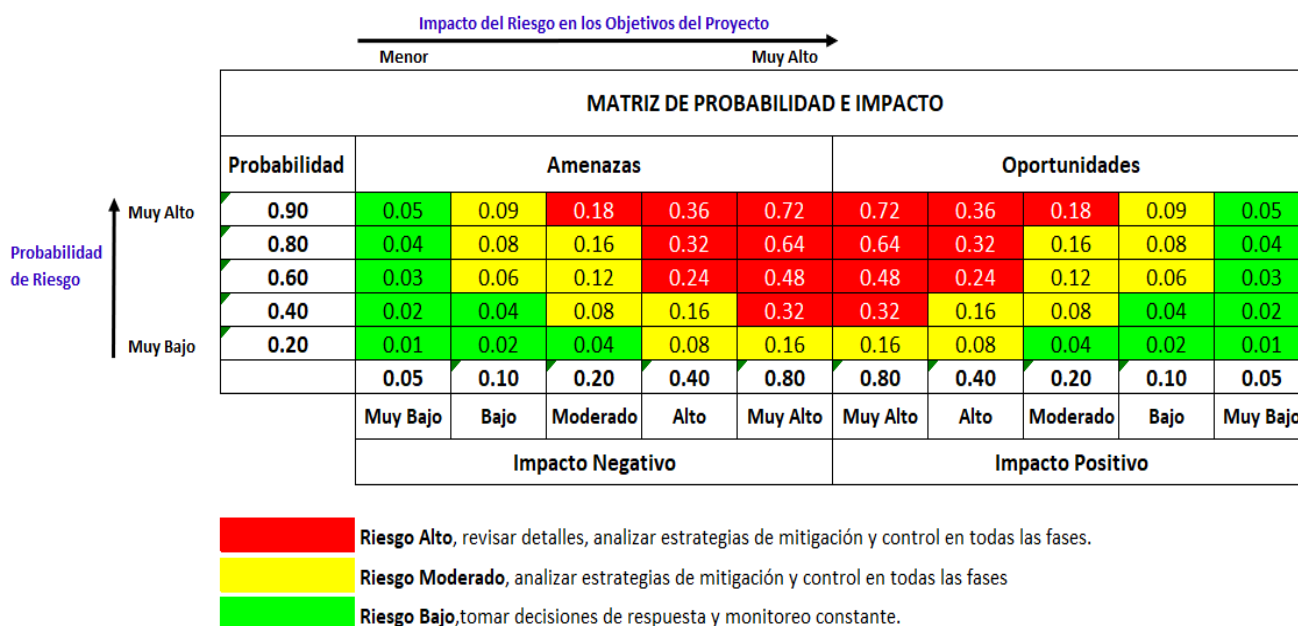 Impacto del Riesgo en los Objetivos del Proyecto
Menor Muy Alto
MATRIZ DE PROBABILIDAD E IMPACTO
Probabilidad Amenazas Oportunidades
Muy Alto 0.90 0.05 0.09 0.18 0.36 0.72 0.72 0.36 0.18 0.09 0.05
Probabilidad de Riesgo
0.80 0.04 0.08 0.16 0.32 0.64 0.64 0.32 0.16 0.08 0.04
0.60 0.03 0.06 0.12 0.24 0.48 0.48 0.24 0.12 0.06 0.03
0.40 0.02 0.04 0.08 0.16 0.32 0.32 0.16 0.08 0.04 0.02
Muy Bajo 0.20 0.01 0.02 0.04 0.08 0.16 0.16 0.08 0.04 0.02 0.01
0.05 0.10 0.20 0.40 0.80 0.80 0.40 0.20 0.10 0.05
Muy Bajo Bajo Moderado Alto Muy Alto Muy Alto Alto Moderado Bajo Muy Bajo
Impacto Negativo Impacto Positivo
Riesgo Alto, revisar detalles, analizar estrategias de mitigación y control en todas las fases.
Riesgo Moderado, analizar estrategias de mitigación y control en todas las fases
Riesgo Bajo,tomar decisiones de respuesta y monitoreo constante.